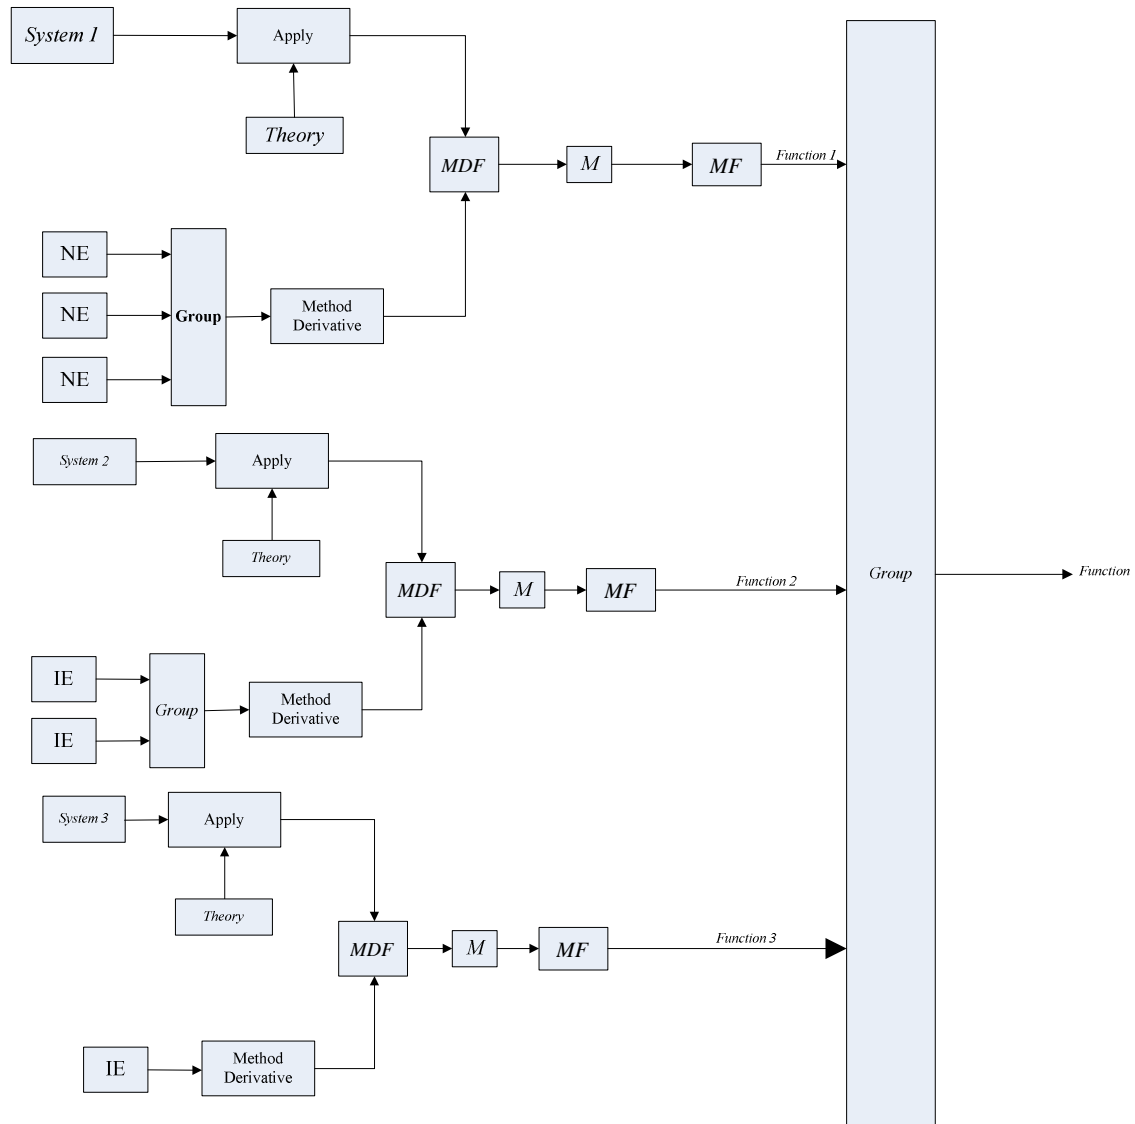 System 1
Apply
Theory
MDF
M
MF
Function 1
NE
NE
NE
Group
Method
Derivative
System 2
Apply
Theory
MDF
M
MF
Function 2
Group
Function
IE
IE
Group
Method
Derivative
System 3
Apply
Theory
MDF
M
MF
Function 3
IE
Method
Derivative